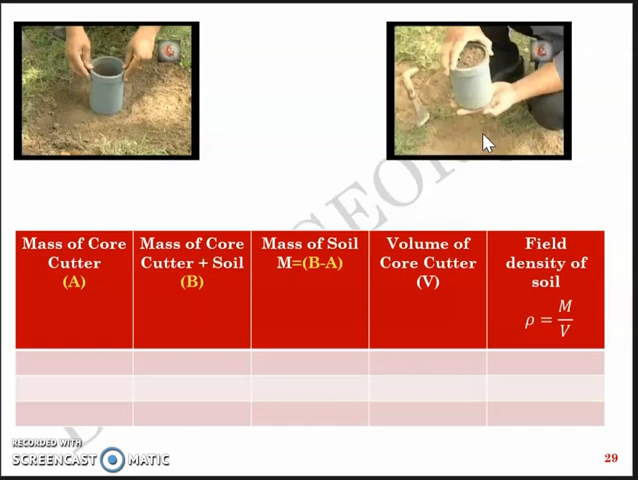 Mass of Core
Cutter
(A)
Mass of Core
Cutter + Soil
(B)
Mass of Soil
M=(B-A)
Volume of
Core Cutter
(V)
Field
density of
soil
ρ = M/V
RECORDED WITH
SCREENCAST MATIC
29